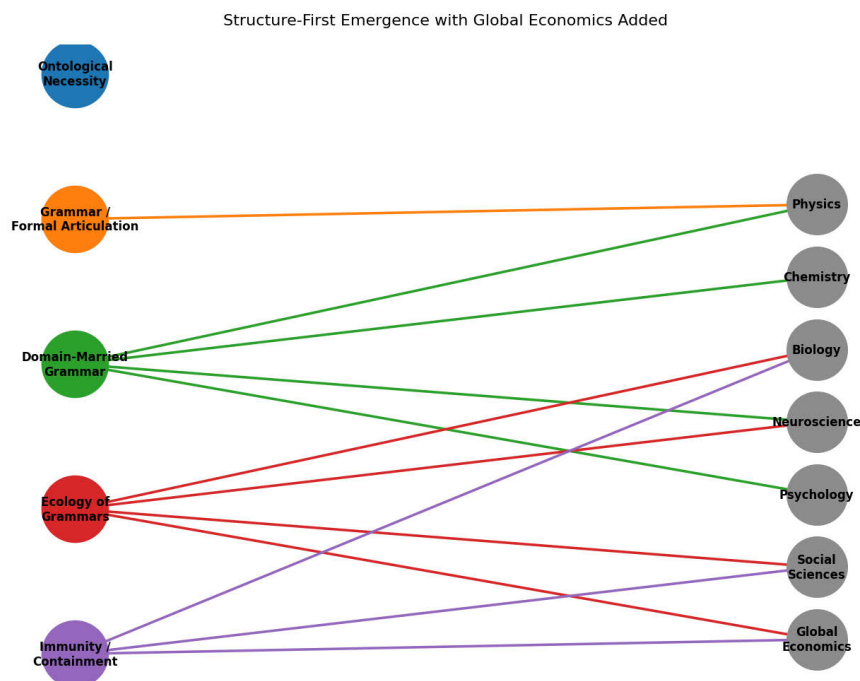 Structure-First Emergence with Global Economics Added
Ontological
Necessity
Grammar /
Formal Articulation
Domain-Married
Grammar
Ecology of
Grammars
Immunity /
Containment
Physics
Chemistry
Biology
Neuroscience
Psychology
Social
Sciences
Global
Economics